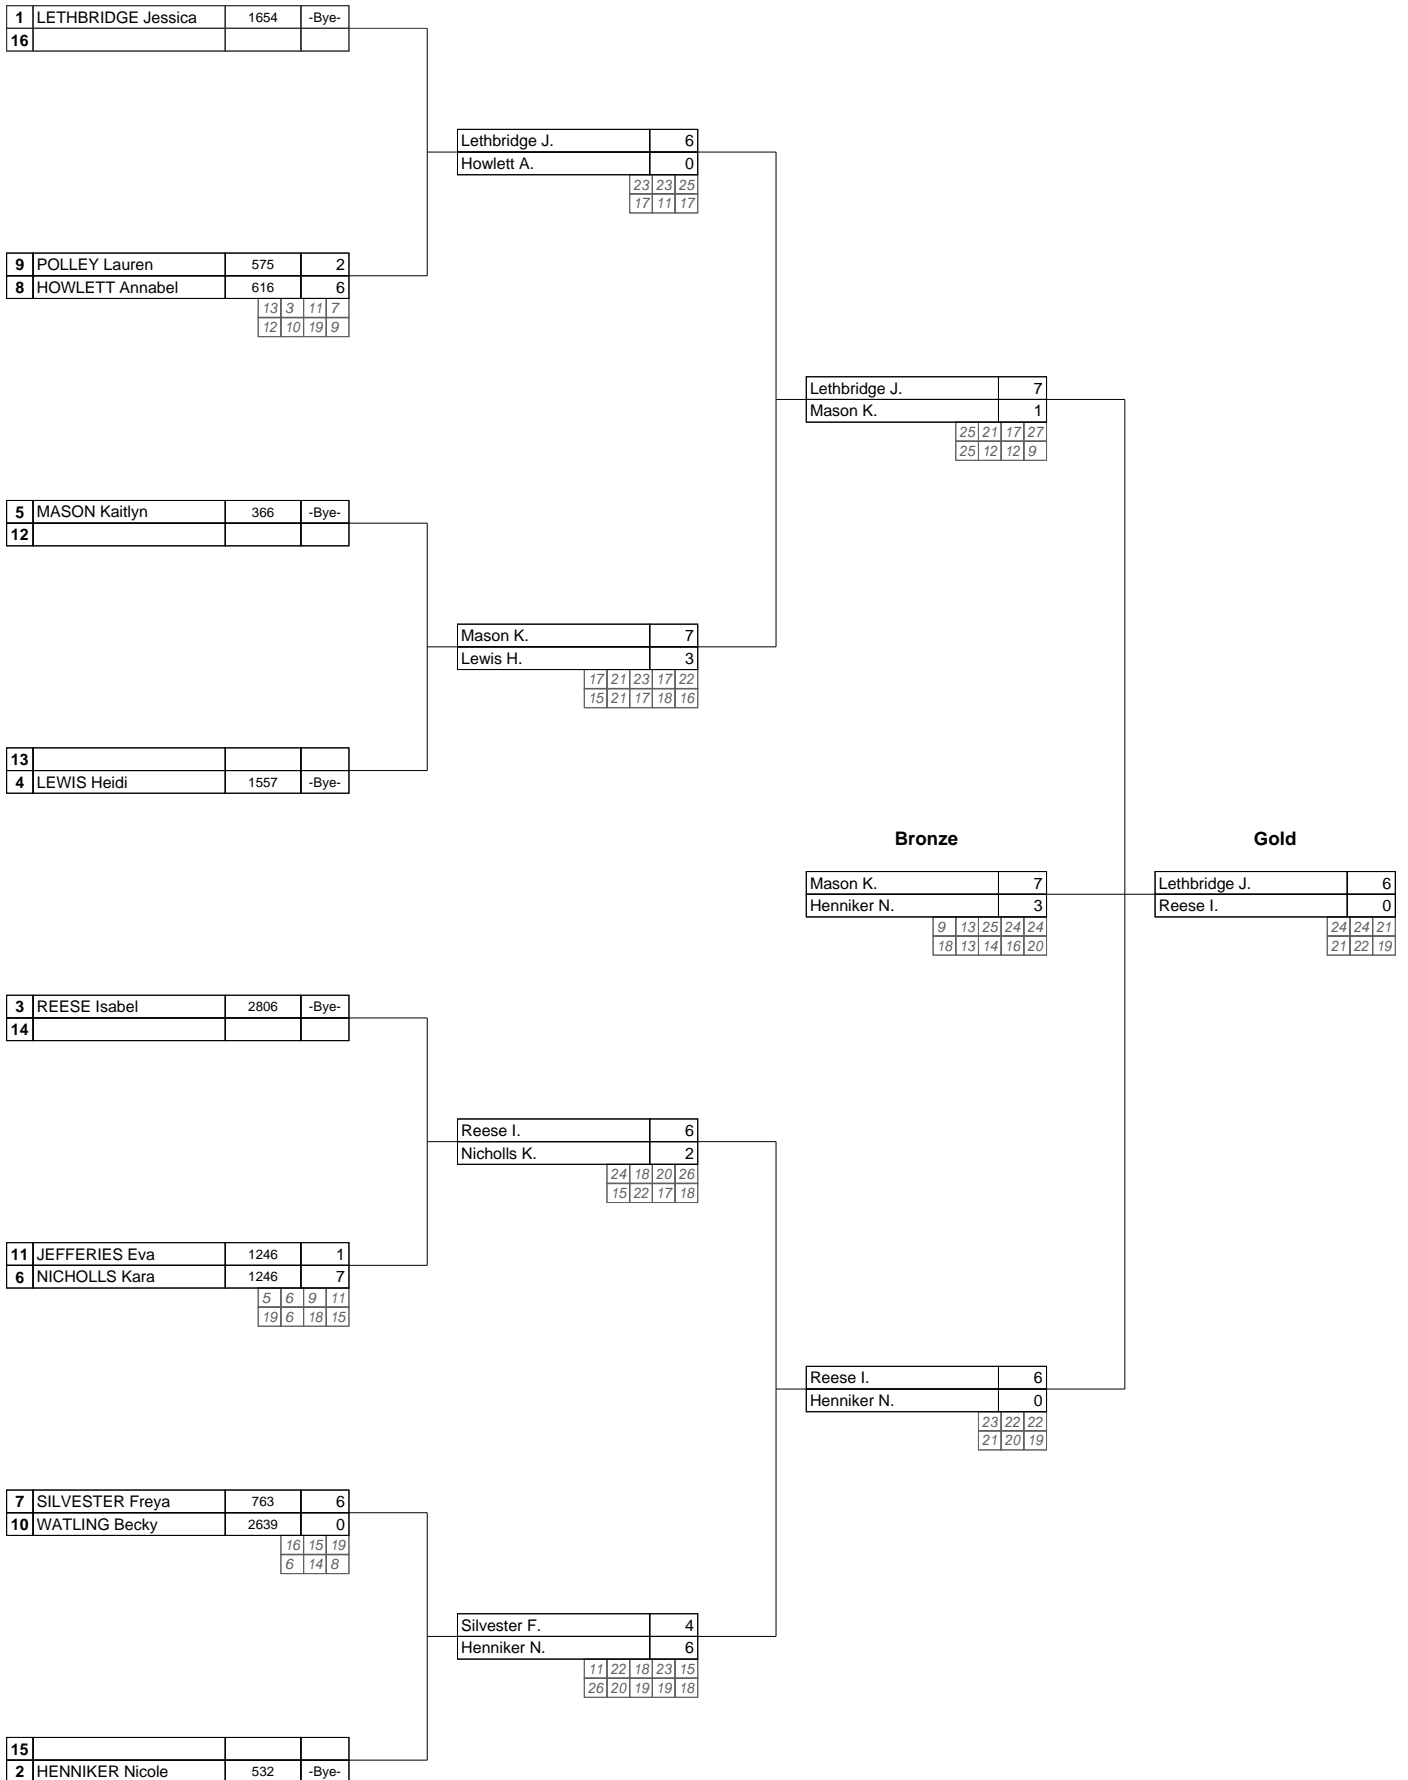 1 LETHBRIDGE Jessica 1654 -Bye-
16
Lethbridge J. 6
Howlett A. 0
23 23 25
17 11 17
9 POLLEY Lauren 575 2
8 HOWLETT Annabel 616 6
13 3 11 7
12 10 19 9
Lethbridge J. 7
Mason K. 1
25 21 17 27
25 12 12 9
5 MASON Kaitlyn 366 -Bye-
12
Mason K. 7
Lewis H. 3
17 21 23 17 22
15 21 17 18 16
13
4 LEWIS Heidi 1557 -Bye-
Bronze Gold
Mason K. 7 Lethbridge J. 6
Henniker N. 3 Reese I. 0
9 13 25 24 24 24 24 21
18 13 14 16 20 21 22 19
3 REESE Isabel 2806 -Bye-
14
Reese I. 6
Nicholls K. 2
24 18 20 26
15 22 17 18
11 JEFFERIES Eva 1246 1
6 NICHOLLS Kara 1246 7
5 6 9 11
19 6 18 15
Reese I. 6
Henniker N. 0
23 22 22
21 20 19
7 SILVESTER Freya 763 6
10 WATLING Becky 2639 0
16 15 19
6 14 8
Silvester F. 4
Henniker N. 6
11 22 18 23 15
26 20 19 19 18
15
2 HENNIKER Nicole 532 -Bye-